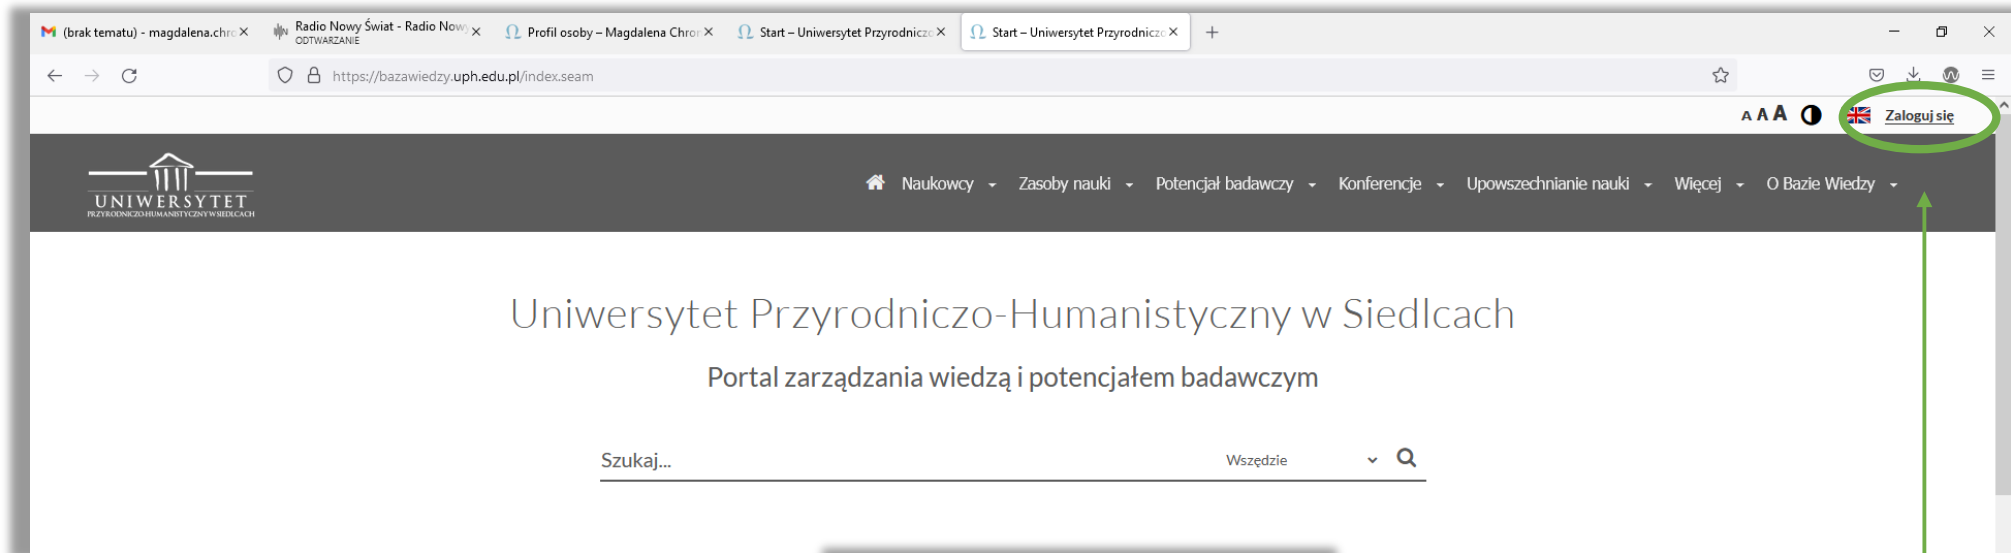 (brak tematu) - magdalena.chro
Radio Nowy Świat - Radio Now
ODTWARZANIE
Profil osoby – Magdalena Chron
Start – Uniwersytet Przyrodnicz
Start – Uniwersytet Przyrodnicz
https://bazawiedzy.uph.edu.pl/index.seam
A A A
Zaloguj się
UNIWERSYTET
PRZYRODNICZO-HUMANISTYCZNY W SIEDLCACH
Naukowcy Zasoby nauki Potencjał badawczy Konferencje Upowszechnianie nauki Więcej O Bazie Wiedzy
Uniwersytet Przyrodniczo-Humanistyczny w Siedlcach
Portal zarządzania wiedzą i potencjałem badawczym
Szukaj... Wszędzie